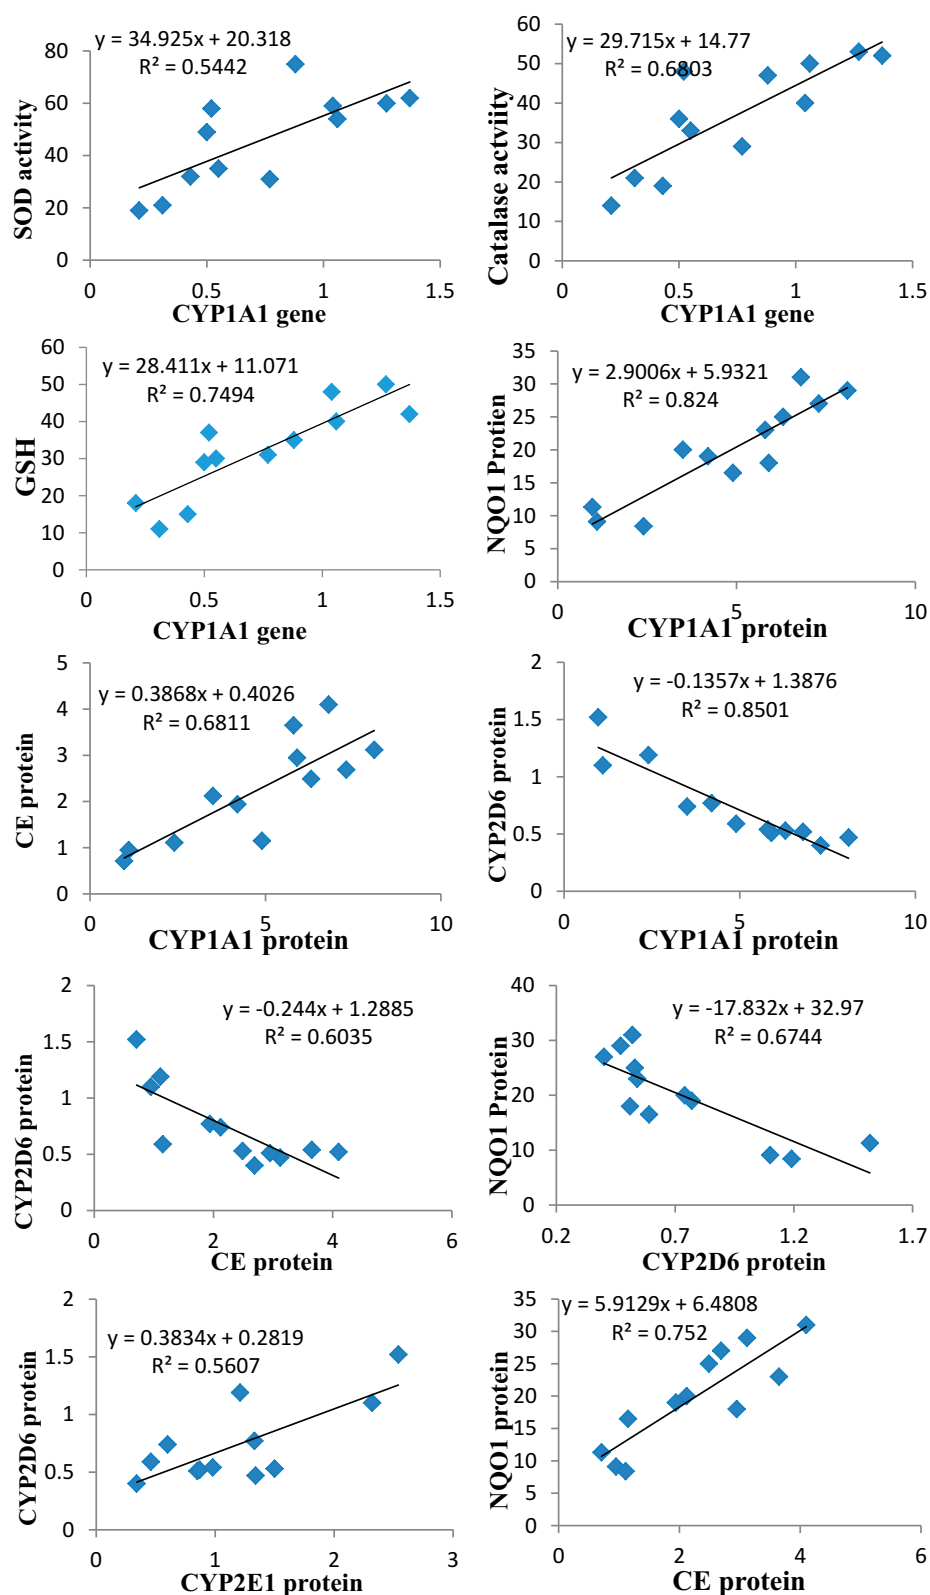 y = 34.925x + 20.318
R² = 0.5442
80
60
40
20
0
0
0.5
1
1.5
SOD activity
CYP1A1 gene
y = 29.715x + 14.77
R² = 0.6803
60
50
40
30
20
10
0
0
0.5
1
1.5
Catalase actviity
CYP1A1 gene
y = 28.411x + 11.071
R² = 0.7494
60
50
40
30
20
10
0
0
0.5
1
1.5
GSH
CYP1A1 gene
y = 2.9006x + 5.9321
R² = 0.824
35
30
25
20
15
10
5
0
0
5
10
NQO1 Protien
CYP1A1 protein
y = 0.3868x + 0.4026
R² = 0.6811
5
4
3
2
1
0
0
5
10
CE protein
CYP1A1 protein
y = -0.1357x + 1.3876
R² = 0.8501
2
1.5
1
0.5
0
0
5
10
CYP2D6 protein
CYP1A1 protein
y = -0.244x + 1.2885
R² = 0.6035
2
1.5
1
0.5
0
0
2
4
6
CYP2D6 protein
CE protein
y = -17.832x + 32.97
R² = 0.6744
40
30
20
10
0
0.2
0.7
1.2
1.7
NQO1 Protein
CYP2D6 protein
y = 0.3834x + 0.2819
R² = 0.5607
2
1.5
1
0.5
0
0
1
2
3
CYP2D6 protein
CYP2E1 protein
y = 5.9129x + 6.4808
R² = 0.752
35
30
25
20
15
10
5
0
0
2
4
6
NQO1 protein
CE protein